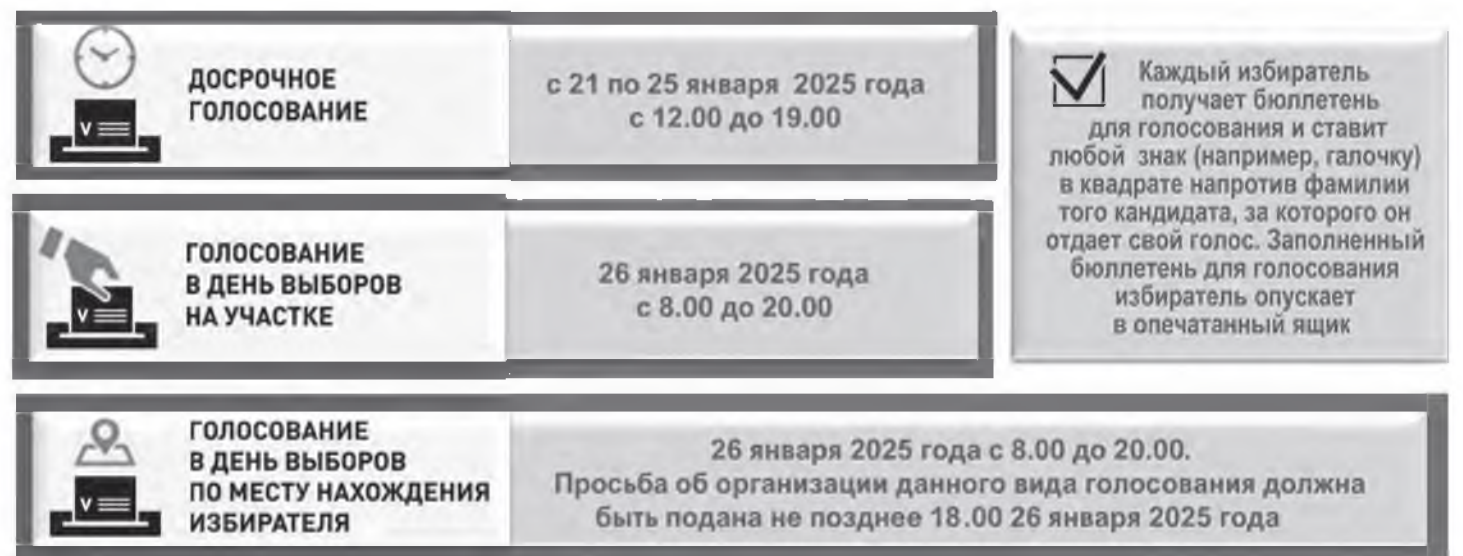 ДОСРОЧНОЕ
ГОЛОСОВАНИЕ
с 21 по 25 января 2025 года
с 12.00 до 19.00
Каждый избиратель
получает бюллетень
для голосования и ставит
любой знак (например, галочку)
в квадрате напротив фамилии
того кандидата, за которого он
отдает свой голос. Заполненный
бюллетень для голосования
избиратель опускает
в опечатанный ящик
ГОЛОСОВАНИЕ
В ДЕНЬ ВЫБОРОВ
НА УЧАСТКЕ
26 января 2025 года
с 8.00 до 20.00
ГОЛОСОВАНИЕ
В ДЕНЬ ВЫБОРОВ
ПО МЕСТУ НАХОЖДЕНИЯ
ИЗБИРАТЕЛЯ
26 января 2025 года с 8.00 до 20.00.
Просьба об организации данного вида голосования должна
быть подана не позднее 18.00 26 января 2025 года